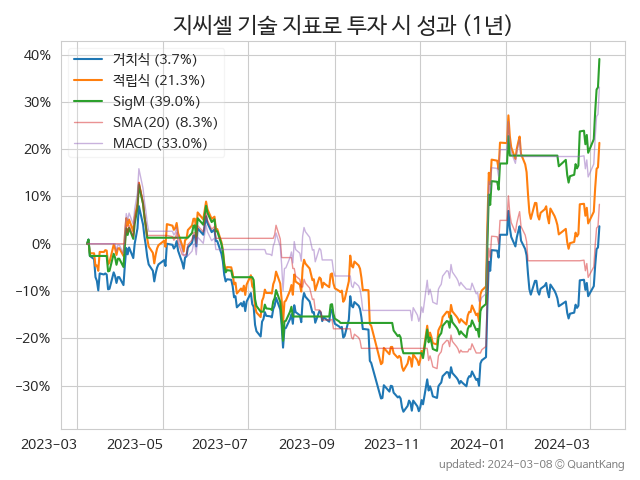 지씨셀 기술 지표로 투자 시 성과 (1년)
거치식 (3.7%)
적립식 (21.3%)
SigM (39.0%)
SMA(20) (8.3%)
MACD (33.0%)
40%
30%
20%
10%
0%
−10%
−20%
−30%
2023−03
2023−05
2023−07
2023−09
2023−11
2024−01
2024−03
updated: 2024−03−08 ⓒ QuantKang